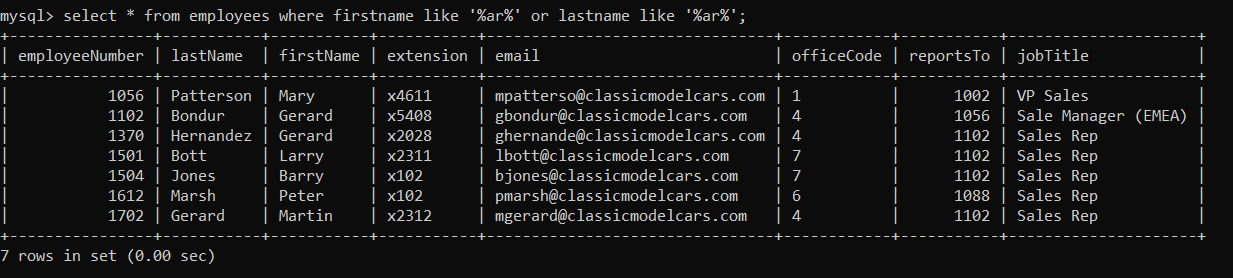 mysql> select * from employees where firstname like '%ar%' or lastname like '%ar%';
+----------------+-----------+-----------+-----------+------------------------------+------------+-----------+---------------------+
| employeeNumber | lastName  | firstName | extension | email                        | officeCode | reportsTo | jobTitle            |
+----------------+-----------+-----------+-----------+------------------------------+------------+-----------+---------------------+
|           1056 | Patterson | Mary      | x4611     | mpatterso@classicmodelcars.com | 1          |      1002 | VP Sales            |
|           1102 | Bondur    | Gerard    | x5408     | gbondur@classicmodelcars.com | 4          |      1056 | Sale Manager (EMEA) |
|           1370 | Hernandez | Gerard    | x2028     | ghernande@classicmodelcars.com | 4          |      1102 | Sales Rep           |
|           1501 | Bott      | Larry     | x2311     | lbott@classicmodelcars.com   | 7          |      1102 | Sales Rep           |
|           1504 | Jones     | Barry     | x102      | bjones@classicmodelcars.com  | 7          |      1102 | Sales Rep           |
|           1612 | Marsh     | Peter     | x102      | pmarsh@classicmodelcars.com  | 6          |      1088 | Sales Rep           |
|           1702 | Gerard    | Martin    | x2312     | mgerard@classicmodelcars.com | 4          |      1102 | Sales Rep           |
+----------------+-----------+-----------+-----------+------------------------------+------------+-----------+---------------------+
7 rows in set (0.00 sec)